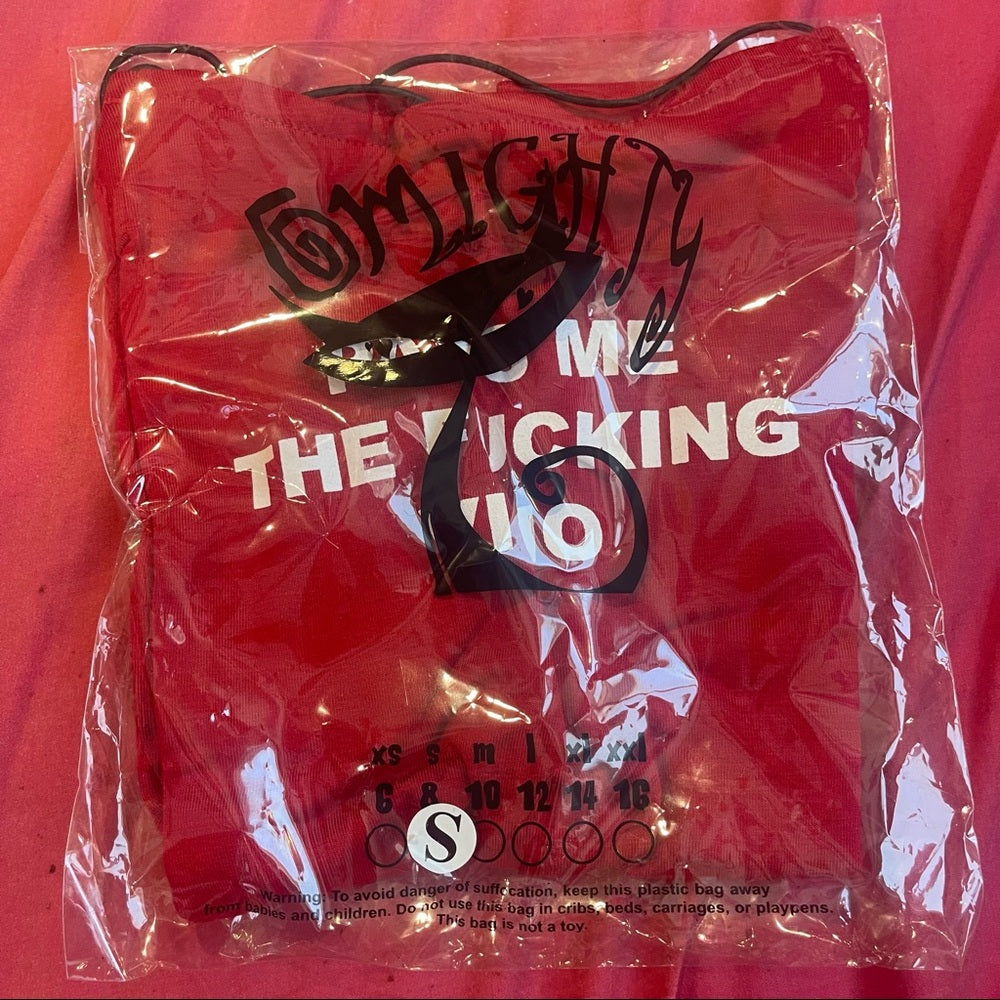 OMIGHTY
ME
THE FUCKING
xs s m l xl xxl
6 8 10 12 14 16
S
Warning: To avoid danger of suffocation, keep this plastic bag away
from babies and children. Do not use this bag in cribs, beds, carriages, or playpens.
This bag is not a toy.